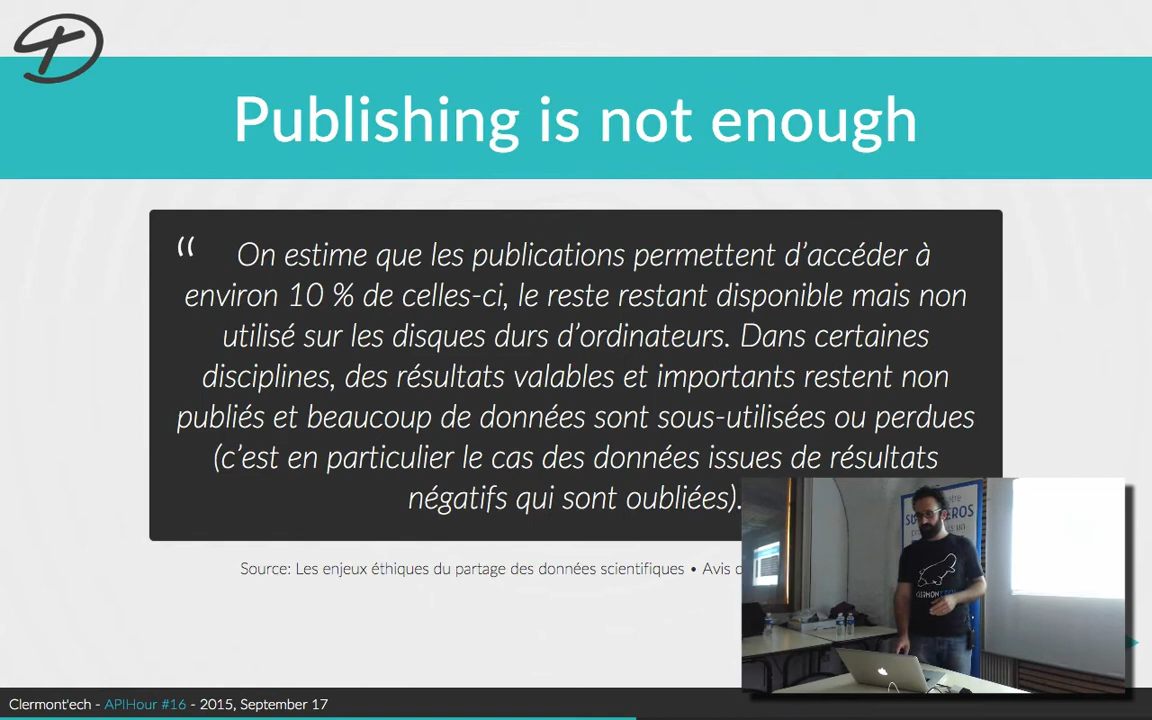 Publishing is not enough
“ On estime que les publications permettent d’accéder à
environ 10 % de celles-ci, le reste restant disponible mais non
utilisé sur les disques durs d’ordinateurs. Dans certaines
disciplines, des résultats valables et importants restent non
publiés et beaucoup de données sont sous-utilisées ou perdues
(c’est en particulier le cas des données issues de résultats
négatifs qui sont oubliées).
Source: Les enjeux éthiques du partage des données scientifiques • Avis
Clermont'ech - APIHour #16 - 2015, September 17